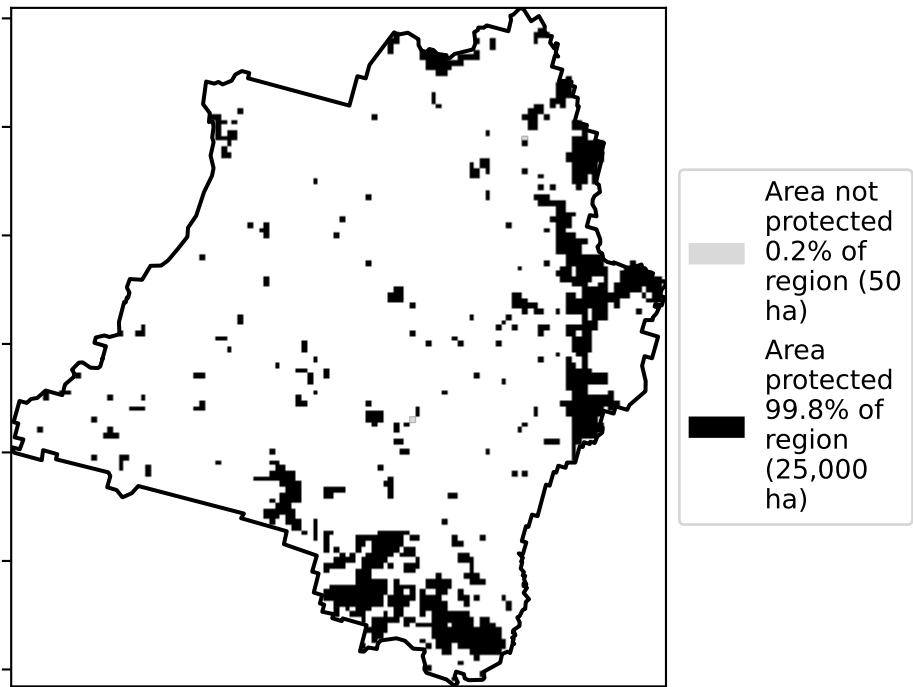 Area not
protected
0.2% of
region (50
ha)
Area
protected
99.8% of
region
(25,000
ha)